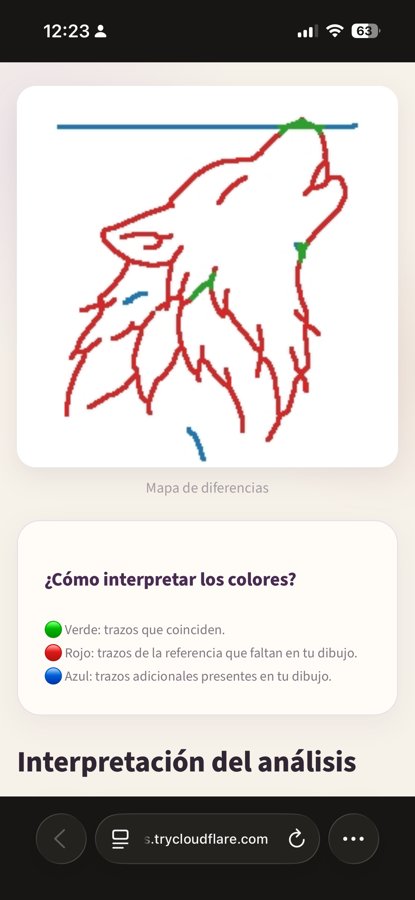 12:23
63
Mapa de diferencias
¿Cómo interpretar los colores?
Verde: trazos que coinciden.
Rojo: trazos de la referencia que faltan en tu dibujo.
Azul: trazos adicionales presentes en tu dibujo.
Interpretación del análisis
s.trycloudflare.com